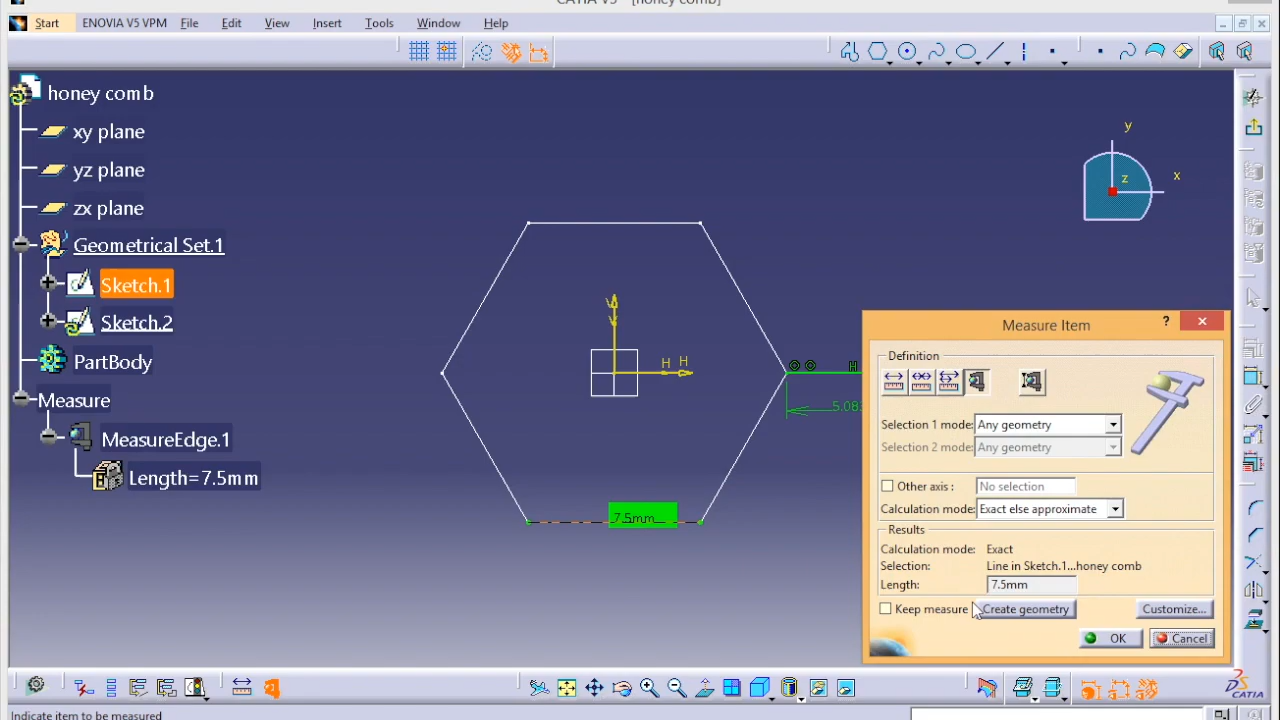 CATIA V5 - [honey comb]
Start ENOVIA V5 VPM File Edit View Insert Tools Window Help
honey comb
xy plane
yz plane
zx plane
Geometrical Set.1
Sketch.1
Sketch.2
PartBody
Measure
MeasureEdge.1
Length=7.5mm
y
x
z
V
V
H H
H
5.08
7.5mm
Measure Item
?
Definition
Selection 1 mode: Any geometry
Selection 2 mode: Any geometry
Other axis : No selection
Calculation mode: Exact else approximate
Results
Calculation mode: Exact
Selection: Line in Sketch.1...honey comb
Length: 7.5mm
Keep measure Create geometry Customize...
OK Cancel
CATIA
Indicate item to be measured